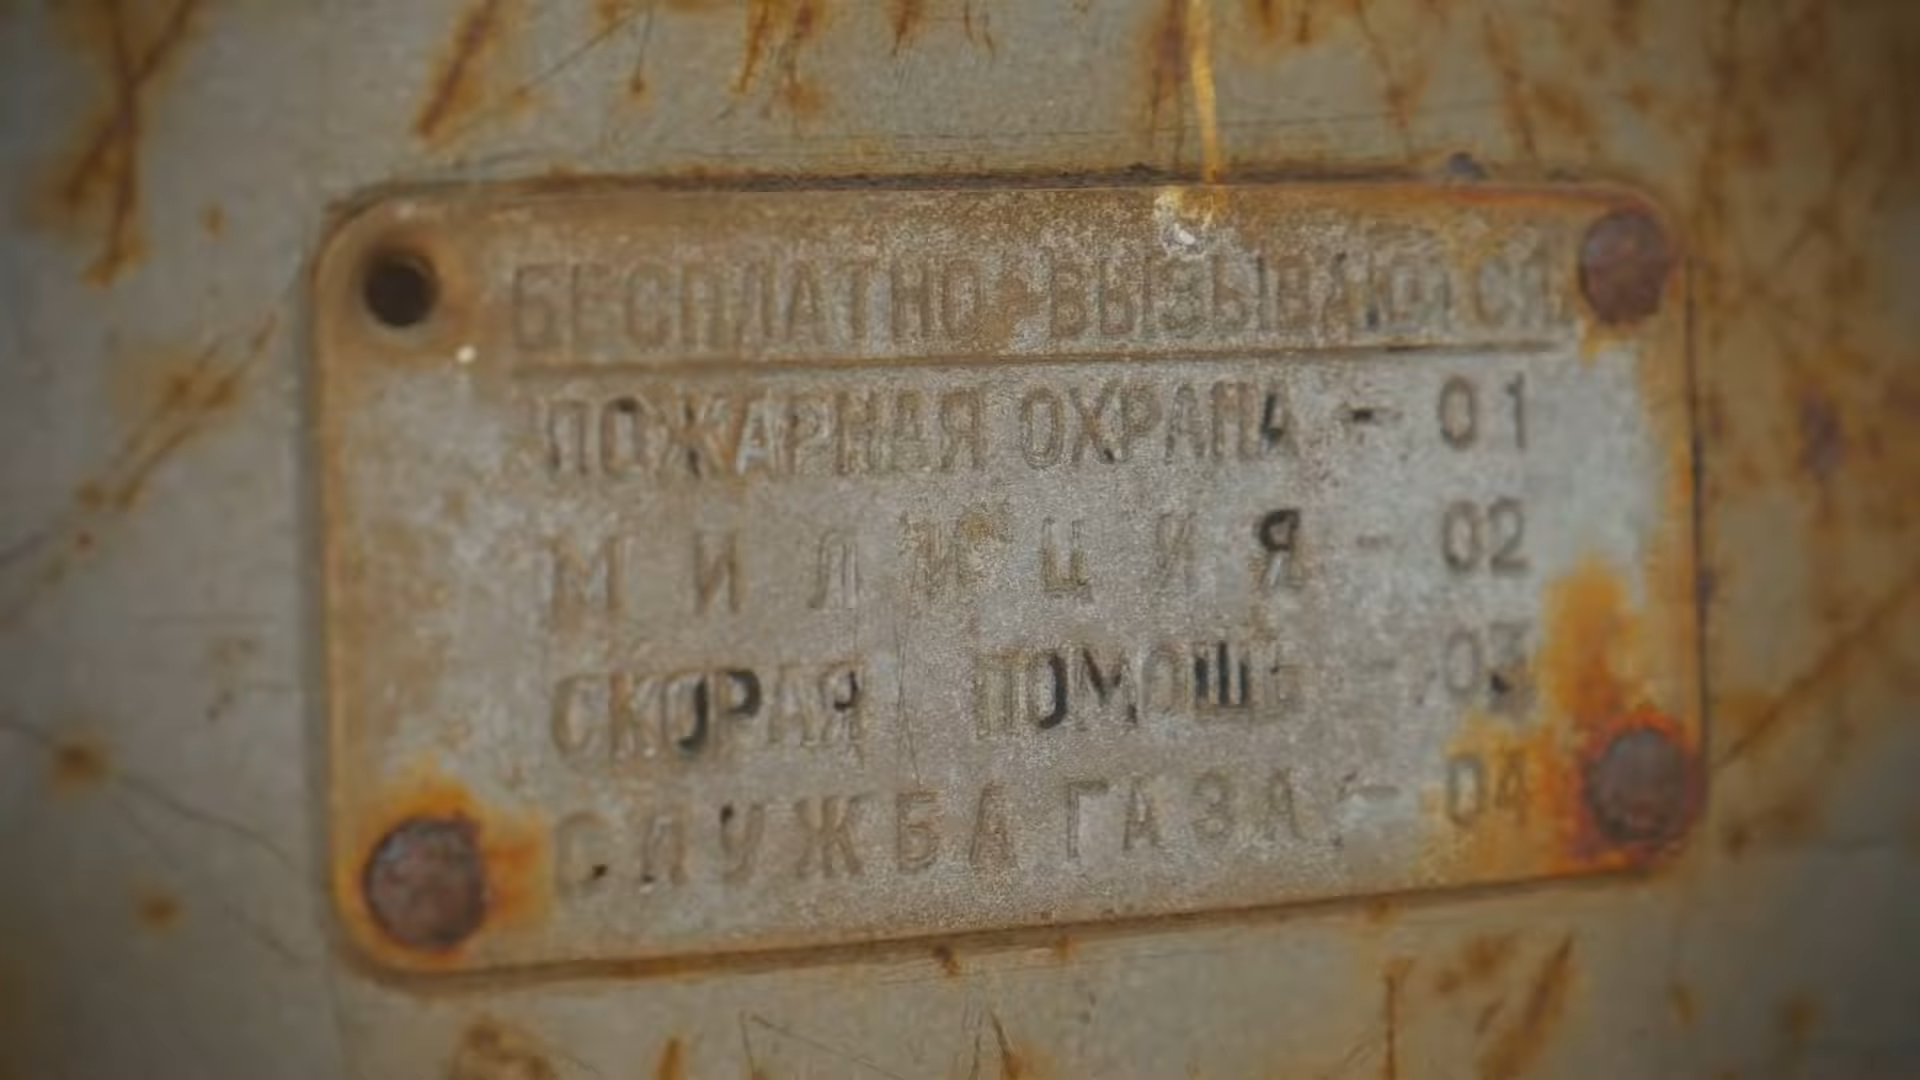 БЕСПЛАТНО ВЫЗЫВАЮТСЯ
ПОЖАРНАЯ ОХРАНА - 01
МИЛИЦИЯ - 02
СКОРАЯ ПОМОЩЬ - 03
СЛУЖБА ГАЗА - 04